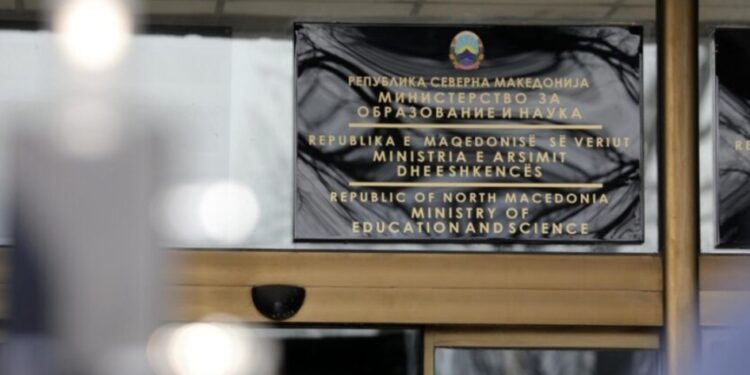 РЕПУБЛИКА СЕВЕРНА МАКЕДОНИЈА
МИНИСТЕРСТВО ЗА
ОБРАЗОВАНИЕ И НАУКА
REPUBLIKA E MAQEDONISË SË VERIUT
MINISTRIA E ARSIMIT
DHE ESHKENCËS
REPUBLIC OF NORTH MACEDONIA
MINISTRY OF
EDUCATION AND SCIENCE